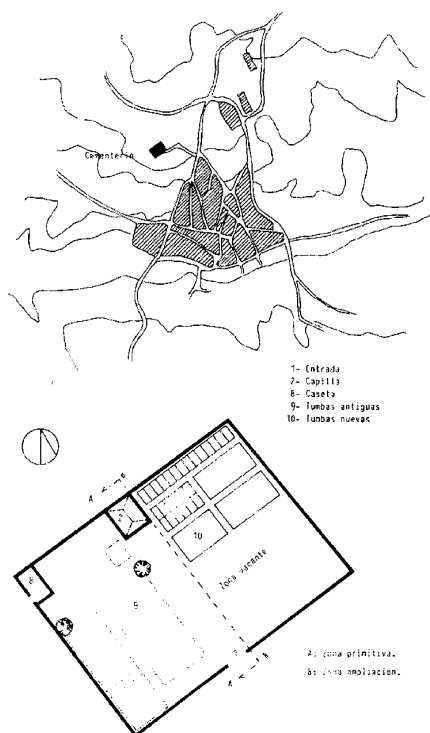 Cementerio
1- Entrada
2- Capilla
8- Caseta
9- Tumbas antiguas
10- Tumbas nuevas
A
B
2
8
10
9
Zona vacante
A: Zona primitiva.
B: Zona ampliacion.
A
B